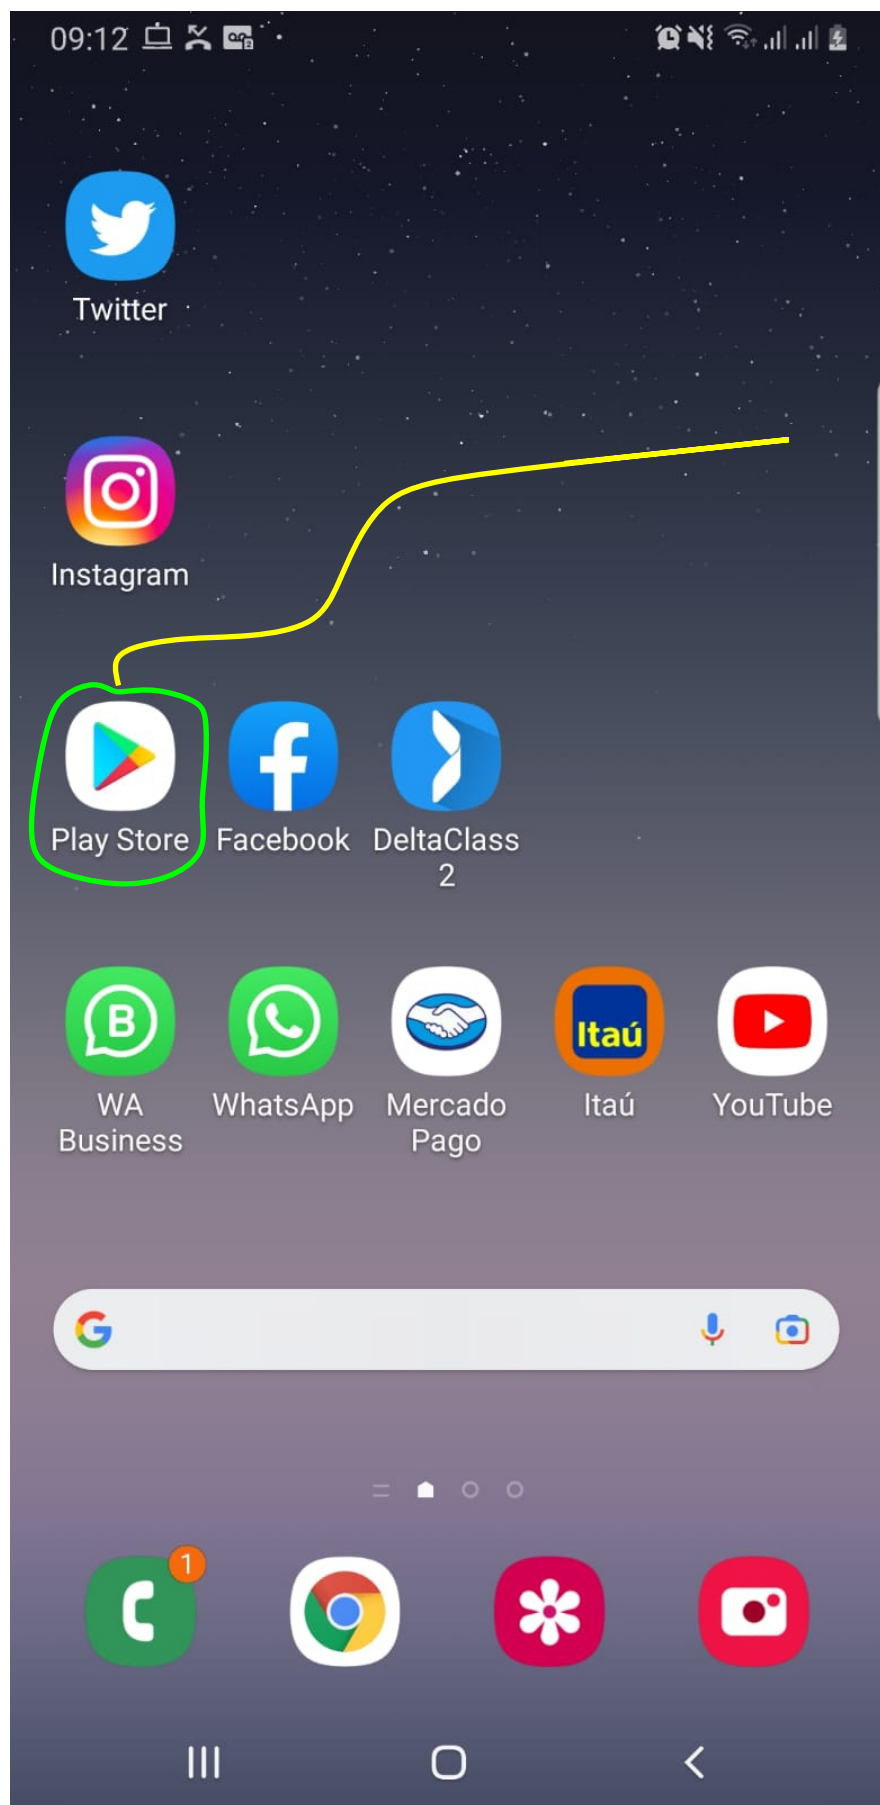 09:12
Twitter
Instagram
Play Store Facebook DeltaClass
2
B Itaú
WA WhatsApp Mercado Itaú YouTube
Business Pago
G
1